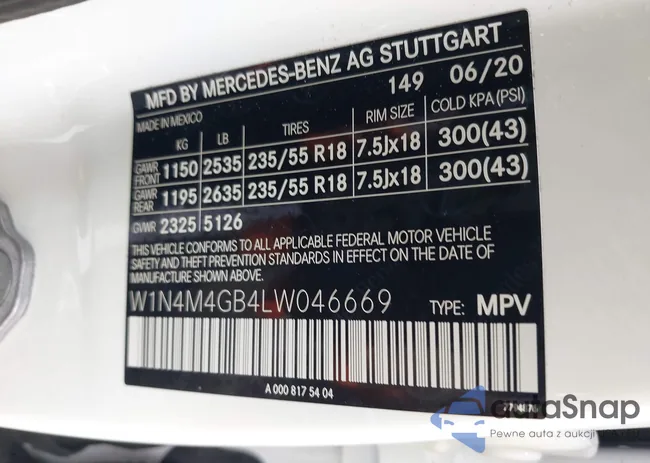 MFD BY MERCEDES-BENZ AG STUTTGART
149 06/20
MADE IN MEXICO
KG LB TIRES RIM SIZE COLD KPA(PSI)
GAWR FRONT 1150 2535 235/55 R18 7.5Jx18 300(43)
GAWR REAR 1195 2635 235/55 R18 7.5Jx18 300(43)
GVWR 2325 5126
THIS VEHICLE CONFORMS TO ALL APPLICABLE FEDERAL MOTOR VEHICLE
SAFETY AND THEFT PREVENTION STANDARDS IN EFFECT ON THE DATE OF
MANUFACTURE SHOWN ABOVE.
W1N4M4GB4LW046669 TYPE: MPV
A 000 817 54 04
autaSnap
Pewne auta z aukcji